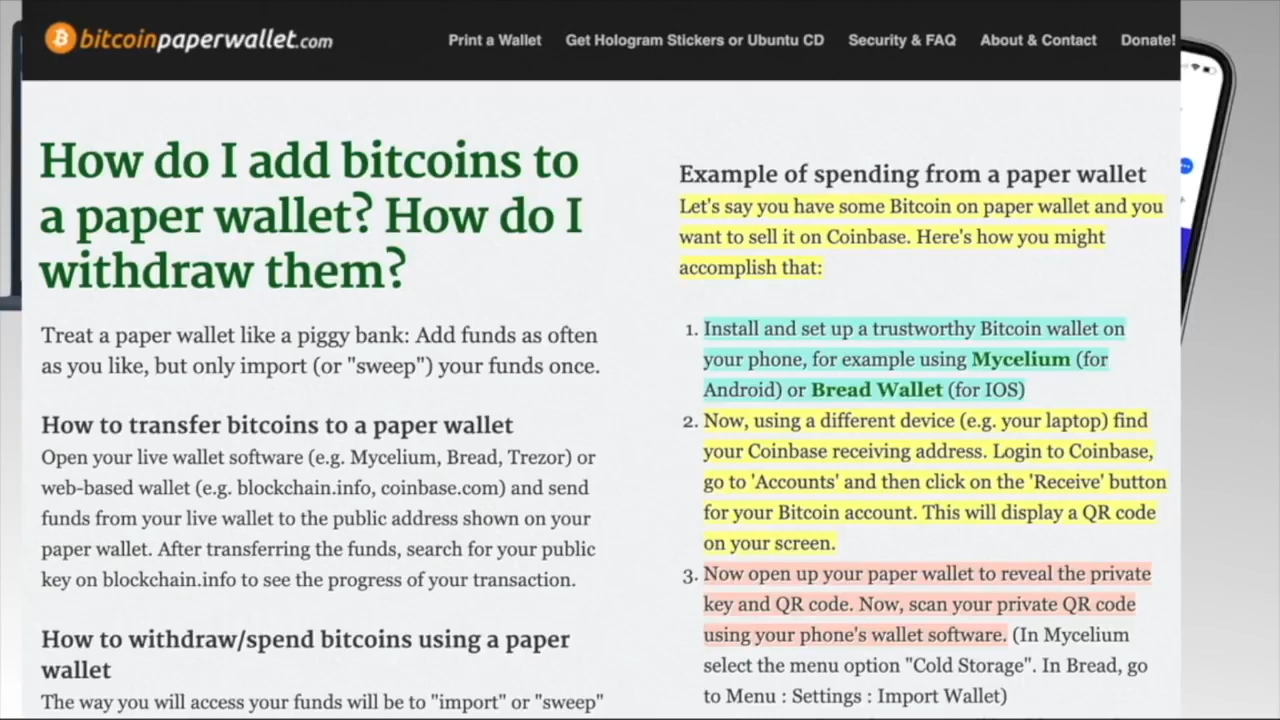 bitcoinpaperwallet.com
Print a Wallet
Get Hologram Stickers or Ubuntu CD
Security & FAQ
About & Contact
Donate!
How do I add bitcoins to
a paper wallet? How do I
withdraw them?
Treat a paper wallet like a piggy bank: Add funds as often
as you like, but only import (or "sweep") your funds once.
How to transfer bitcoins to a paper wallet
Open your live wallet software (e.g. Mycelium, Bread, Trezor) or
web-based wallet (e.g. blockchain.info, coinbase.com) and send
funds from your live wallet to the public address shown on your
paper wallet. After transferring the funds, search for your public
key on blockchain.info to see the progress of your transaction.
How to withdraw/spend bitcoins using a paper
wallet
The way you will access your funds will be to "import" or "sweep"
Example of spending from a paper wallet
Let's say you have some Bitcoin on paper wallet and you
want to sell it on Coinbase. Here's how you might
accomplish that:
1. Install and set up a trustworthy Bitcoin wallet on
your phone, for example using Mycelium (for
Android) or Bread Wallet (for IOS)
2. Now, using a different device (e.g. your laptop) find
your Coinbase receiving address. Login to Coinbase,
go to 'Accounts' and then click on the 'Receive' button
for your Bitcoin account. This will display a QR code
on your screen.
3. Now open up your paper wallet to reveal the private
key and QR code. Now, scan your private QR code
using your phone's wallet software. (In Mycelium
select the menu option "Cold Storage". In Bread, go
to Menu : Settings : Import Wallet)